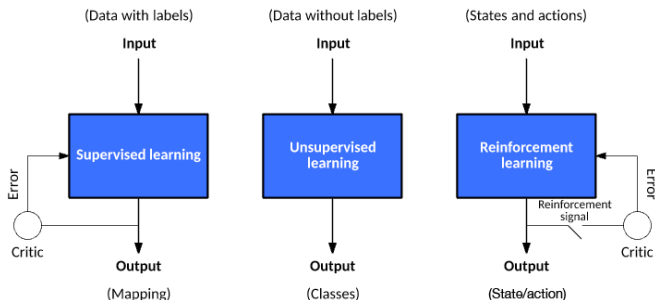 (Data with labels)
Input
Supervised learning
Error
Critic
Output
(Mapping)
(Data without labels)
Input
Unsupervised
learning
Output
(Classes)
(States and actions)
Input
Reinforcement
learning
Reinforcement
signal
Error
Critic
Output
(State/action)